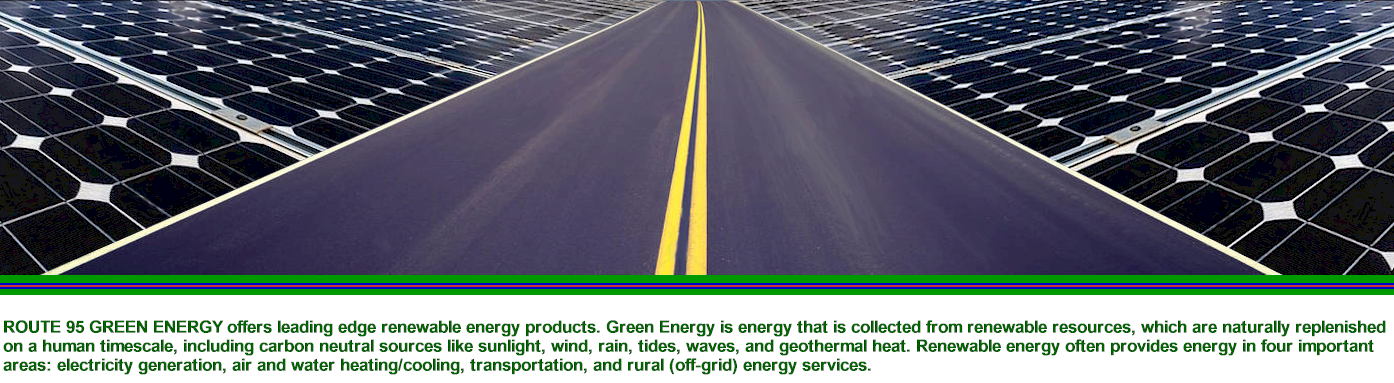 ROUTE 95 GREEN ENERGY offers leading edge renewable energy products. Green Energy is energy that is collected from renewable resources, which are naturally replenished
on a human timescale, including carbon neutral sources like sunlight, wind, rain, tides, waves, and geothermal heat. Renewable energy often provides energy in four important
areas: electricity generation, air and water heating/cooling, transportation, and rural (off-grid) energy services.